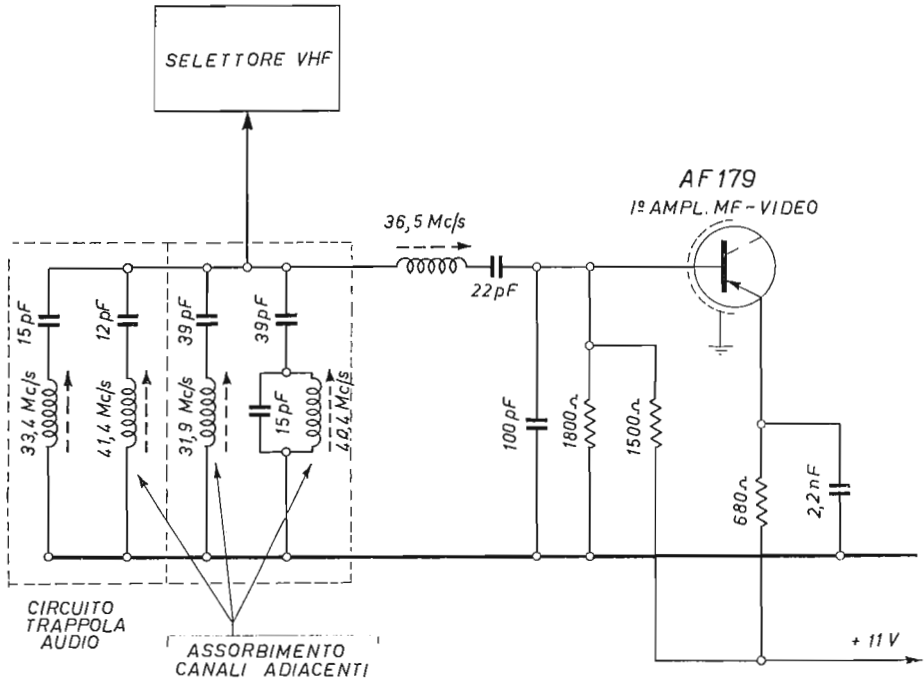 SELETTORE VHF
AF179
1º AMPL. MF-VIDEO
36,5 Mc/s
22pF
15pF
12pF
39pF
39pF
33,4 Mc/s
41,4 Mc/s
31,9 Mc/s
15pF
40,4 Mc/s
100pF
1800Ω
1500Ω
680Ω
2,2nF
CIRCUITO
TRAPPOLA
AUDIO
ASSORBIMENTO
CANALI ADIACENTI
+ 11 V